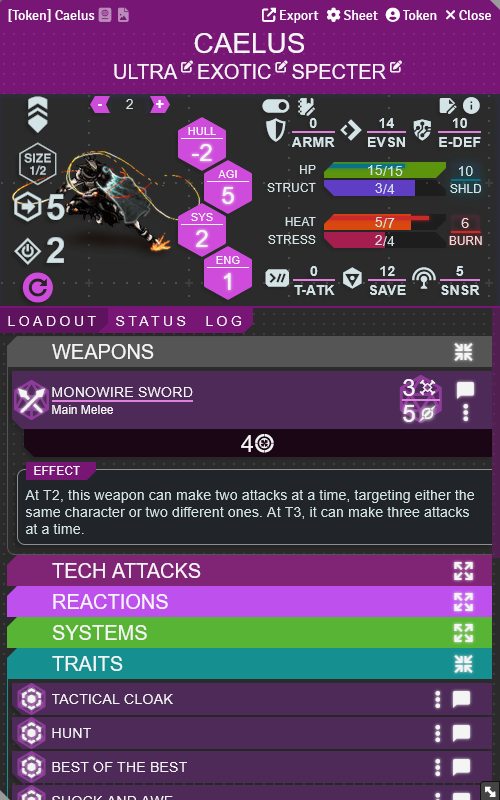 [Token] Caelus Export Sheet Token Close
CAELUS
ULTRA EXOTIC SPECTER
- 2 +
SIZE
1/2
5
2
HULL
-2
AGI
5
SYS
2
ENG
1
0 14 10
ARMR EVSN E-DEF
HP 15/15 10
STRUCT 3/4 SHLD
HEAT 5/7 6
STRESS 2/4 BURN
0 12 5
T-ATK SAVE SNSR
LOADOUT STATUS LOG
WEAPONS
MONOWIRE SWORD 3
Main Melee 5
4
EFFECT
At T2, this weapon can make two attacks at a time, targeting either the
same character or two different ones. At T3, it can make three attacks
at a time.
TECH ATTACKS
REACTIONS
SYSTEMS
TRAITS
TACTICAL CLOAK
HUNT
BEST OF THE BEST
SHOCK AND AWE